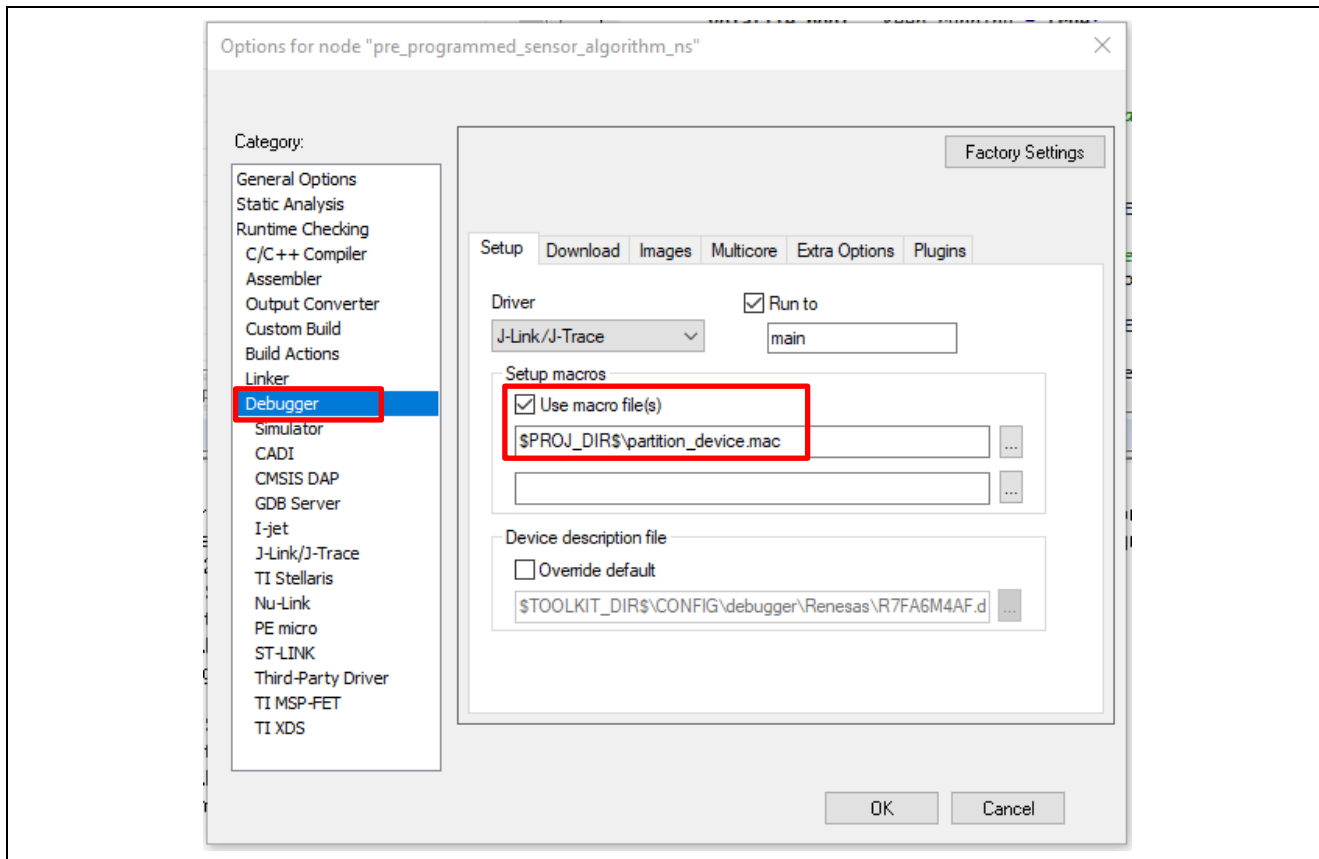 Options for node "pre_programmed_sensor_algorithm_ns"
Category:
Factory Settings
General Options
Static Analysis
Runtime Checking
C/C++ Compiler
Assembler
Output Converter
Custom Build
Build Actions
Linker
Debugger
Simulator
CADI
CMSIS DAP
GDB Server
I-jet
J-Link/J-Trace
TI Stellaris
Nu-Link
PE micro
ST-LINK
Third-Party Driver
TI MSP-FET
TI XDS
Setup Download Images Multicore Extra Options Plugins
Driver Run to
J-Link/J-Trace main
Setup macros
Use macro file(s)
$PROJ_DIR$\partition_device.mac ...
...
Device description file
Override default
$TOOLKIT_DIR$\CONFIG\debugger\Renesas\R7FA6M4AF.d ...
OK Cancel